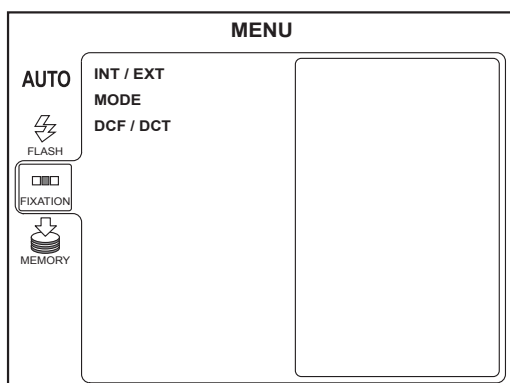 MENU
AUTO
FLASH
FIXATION
MEMORY
INT / EXT
MODE
DCF / DCT